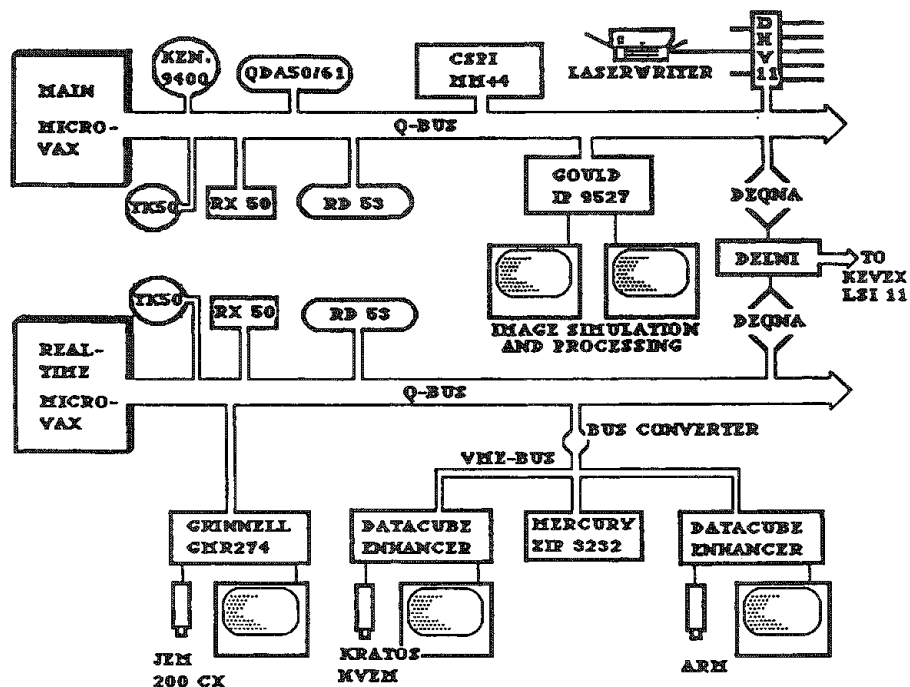 KEN.
9400
QDA50/61
CSPI
MM44
LASERWRITER
D
H
V
11
MAIN
MICRO-
VAX
Q-BUS
TK50
RX 50
RD 53
GOULD
IP 9527
DEQNA
DELNI
TO
KEVEX
LSI 11
IMAGE SIMULATION
AND PROCESSING
DEQNA
TK50
RX 50
RD 53
REAL-
TIME
MICRO-
VAX
Q-BUS
BUS CONVERTER
VME-BUS
GRINNELL
GMR274
DATACUBE
ENHANCER
MERCURY
ZIP 3232
DATACUBE
ENHANCER
JEM
200 CX
KRATOS
HVEM
ARM